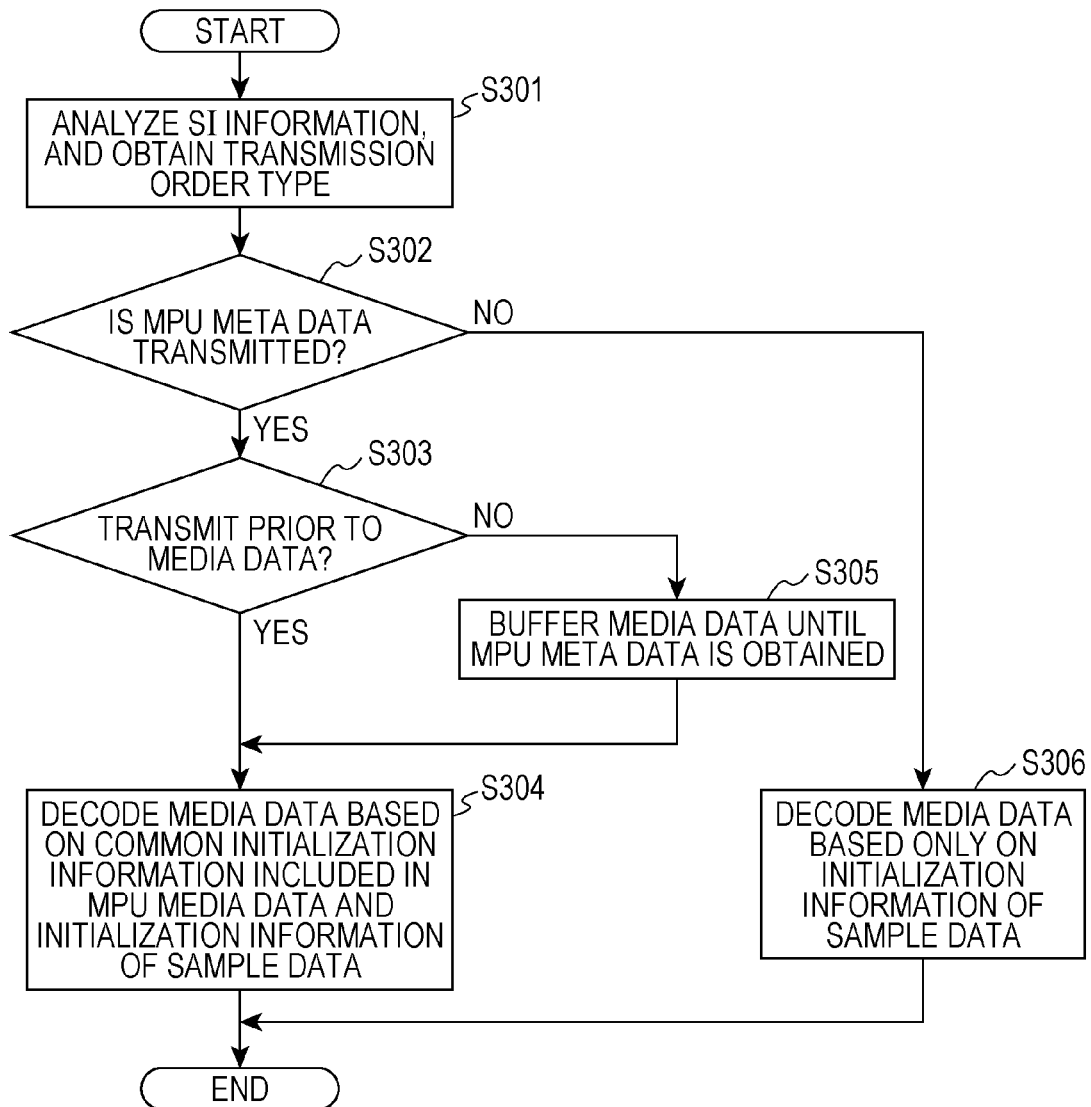 START
S301
ANALYZE SI INFORMATION,
AND OBTAIN TRANSMISSION
ORDER TYPE
S302
IS MPU META DATA
TRANSMITTED?
NO
YES
S303
TRANSMIT PRIOR TO
MEDIA DATA?
NO
YES
S305
BUFFER MEDIA DATA UNTIL
MPU META DATA IS OBTAINED
S304
DECODE MEDIA DATA BASED
ON COMMON INITIALIZATION
INFORMATION INCLUDED IN
MPU MEDIA DATA AND
INITIALIZATION INFORMATION
OF SAMPLE DATA
S306
DECODE MEDIA DATA
BASED ONLY ON
INITIALIZATION
INFORMATION OF
SAMPLE DATA
END